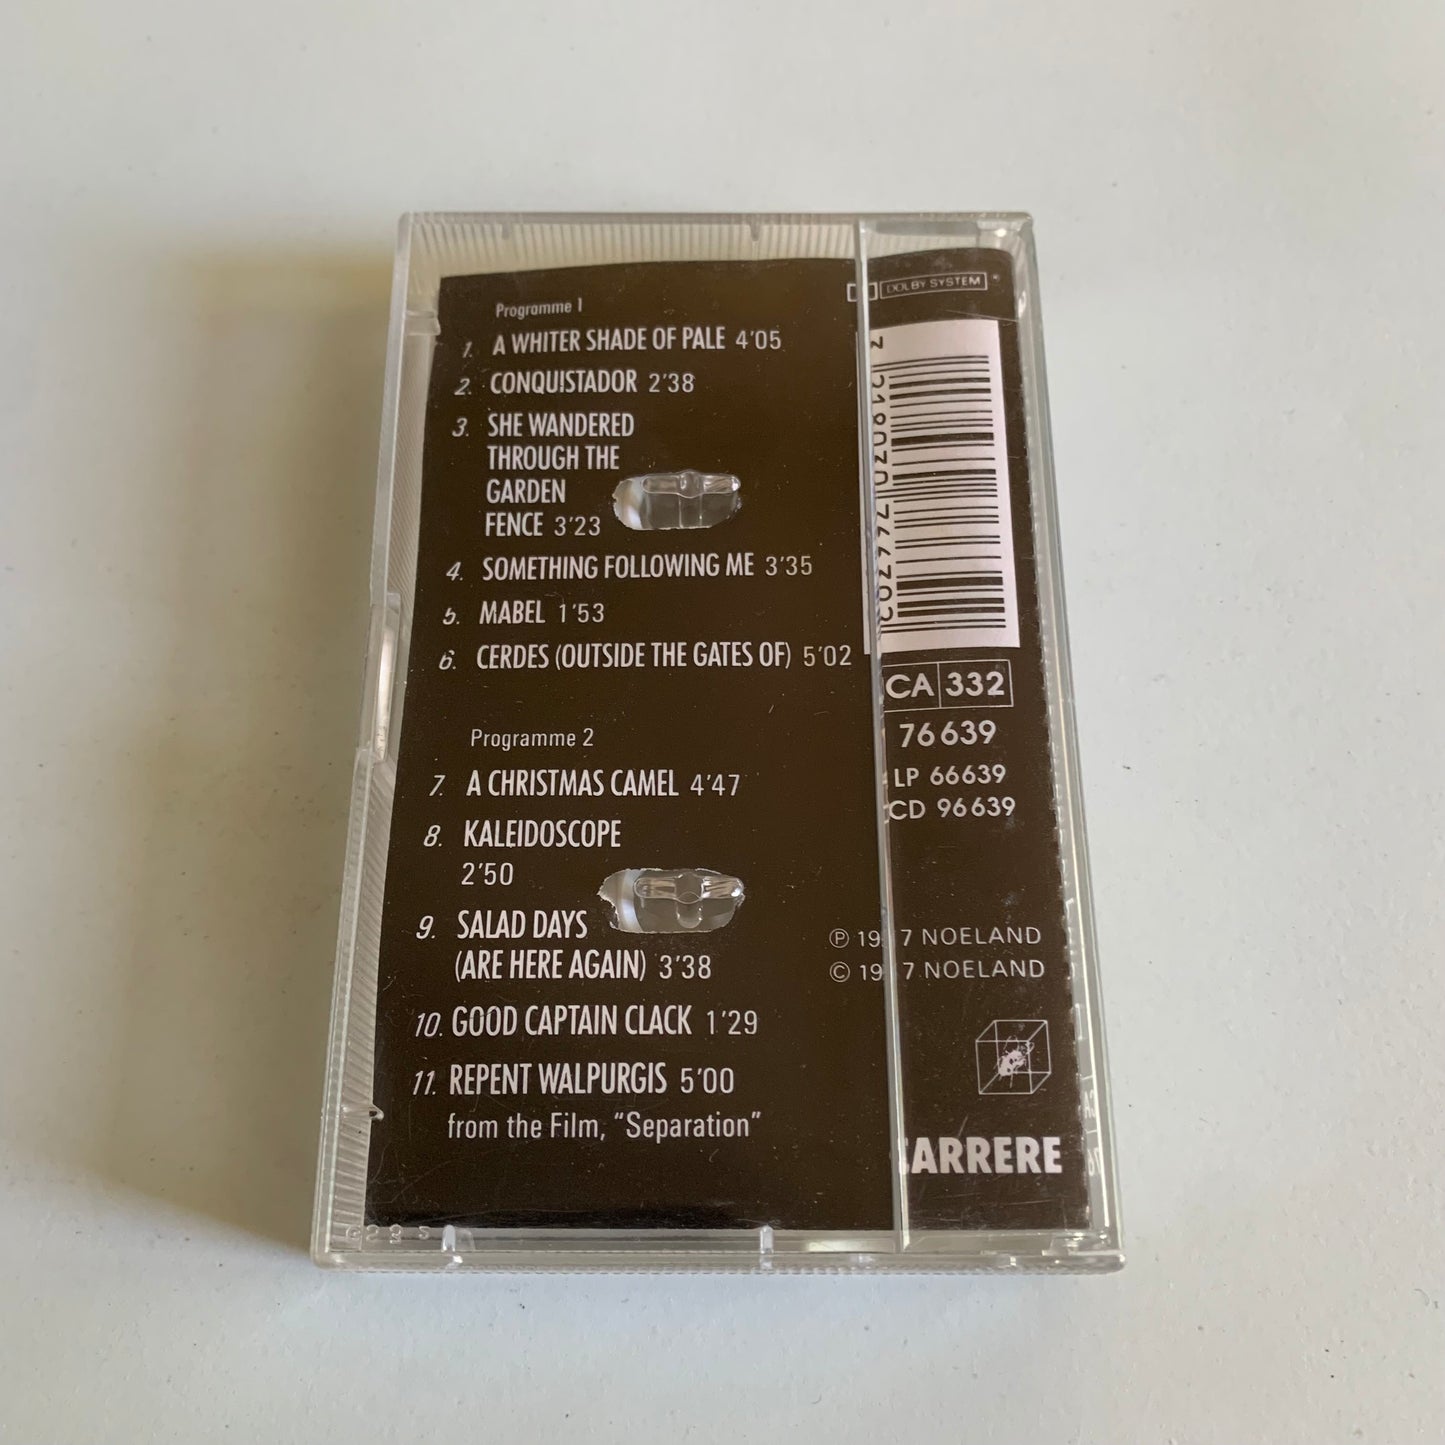 Programme 1
1. A WHITER SHADE OF PALE 4'05
2. CONQUISTADOR 2'38
3. SHE WANDERED
THROUGH THE
GARDEN
FENCE 3'23
4. SOMETHING FOLLOWING ME 3'35
5. MABEL 1'53
6. CERDES (OUTSIDE THE GATES OF) 5'02
Programme 2
7. A CHRISTMAS CAMEL 4'47
8. KALEIDOSCOPE
2'50
9. SALAD DAYS
(ARE HERE AGAIN) 3'38
10. GOOD CAPTAIN CLACK 1'29
11. REPENT WALPURGIS 5'00
from the Film, "Separation"
DOLBY SYSTEM
CA 332
76 639
LP 66639
CD 96 639
Ⓟ NOELAND
© NOELAND
CARRERE